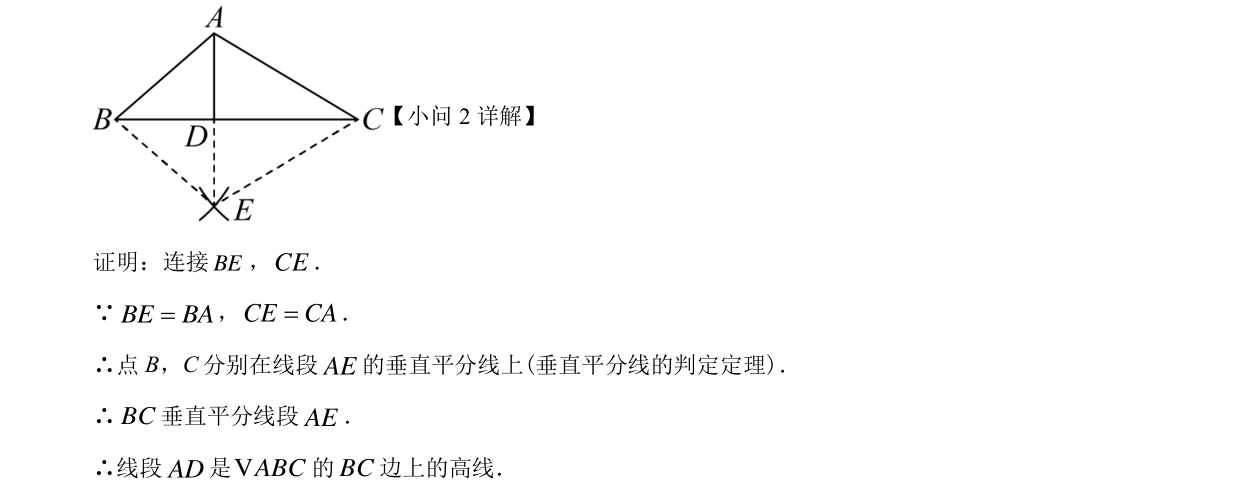 A
B
D
C【小问 2 详解】
E
证明：连接BE，CE．
∵ BE = BA，CE = CA．
∴点 B，C 分别在线段 AE 的垂直平分线上(垂直平分线的判定定理)．
∴ BC 垂直平分线段 AE．
∴线段 AD 是VABC 的 BC 边上的高线．